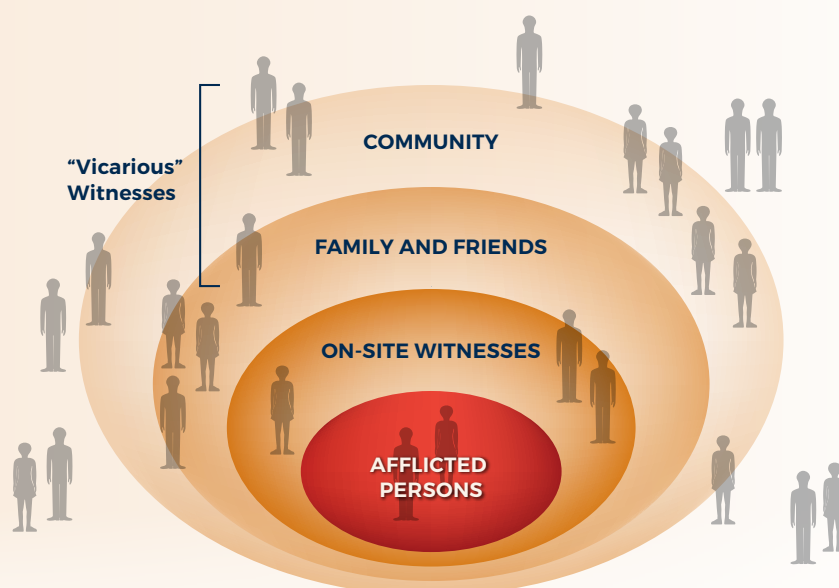 COMMUNITY
“Vicarious”
Witnesses
FAMILY AND FRIENDS
ON-SITE WITNESSES
AFFLICTED
PERSONS